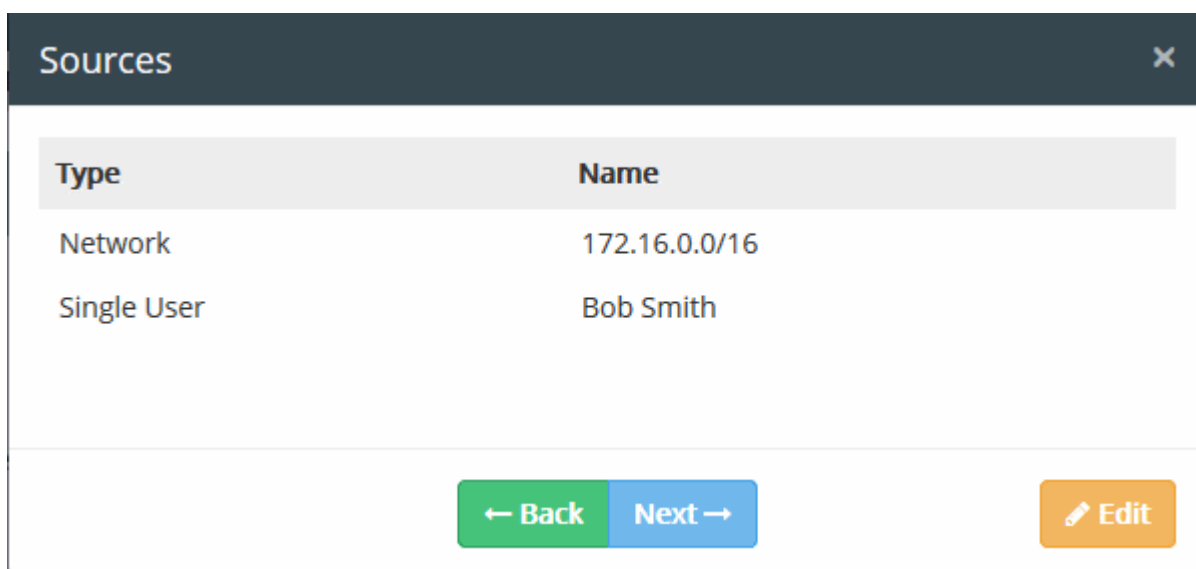 Sources ×
Type Name
Network 172.16.0.0/16
Single User Bob Smith
← Back Next → Edit